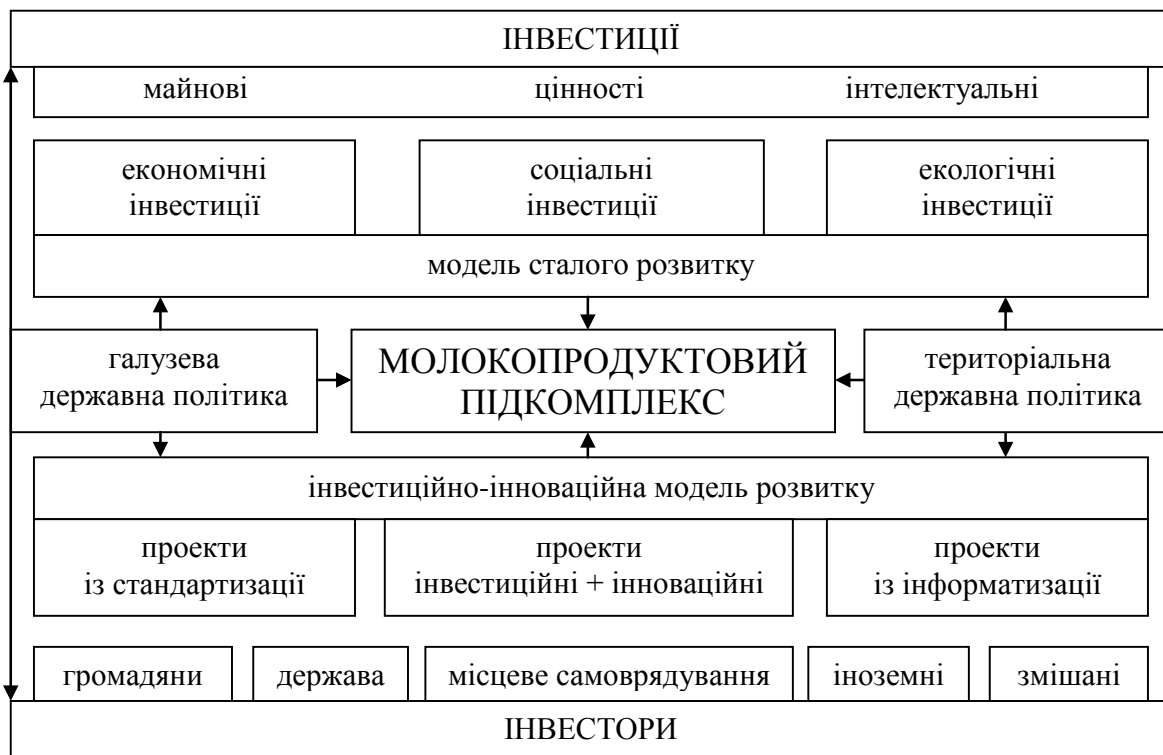 ІНВЕСТИЦІЇ
майнові цінності інтелектуальні
економічні
інвестиції
соціальні
інвестиції
екологічні
інвестиції
модель сталого розвитку
галузева
державна політика
МОЛОКОПРОДУКТОВИЙ
ПІДКОМПЛЕКС
територіальна
державна політика
інвестиційно-інноваційна модель розвитку
проекти
із стандартизації
проекти
інвестиційні + інноваційні
проекти
із інформатизації
громадяни
держава
місцеве самоврядування
іноземні
змішані
ІНВЕСТОРИ